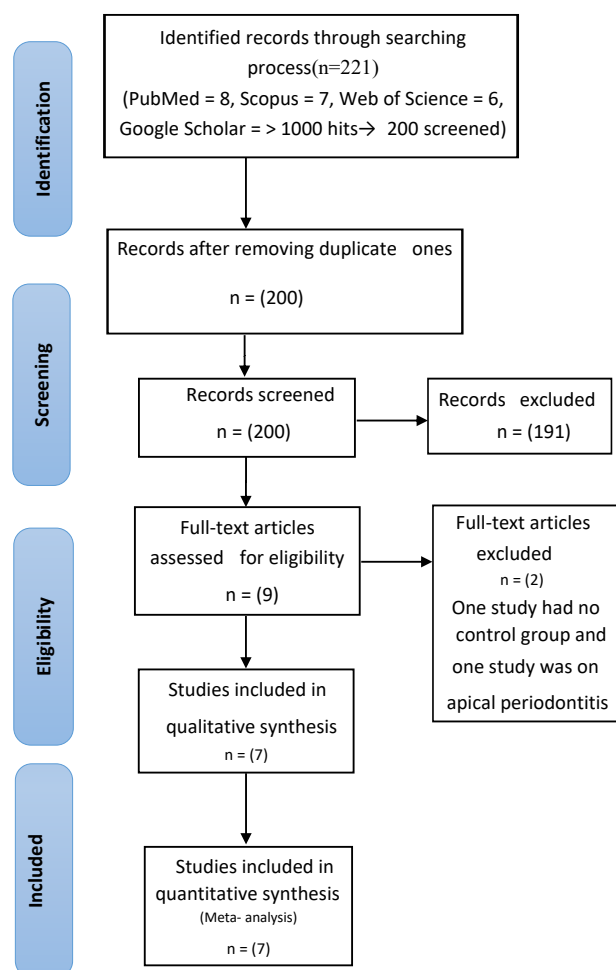 Identification
Identified records through searching
process(n=221)
(PubMed = 8, Scopus = 7, Web of Science = 6,
Google Scholar = > 1000 hits→ 200 screened)
Records after removing duplicate ones
n = (200)
Screening
Records screened
n = (200)
Records excluded
n = (191)
Eligibility
Full-text articles
assessed for eligibility
n = (9)
Full-text articles
excluded
n = (2)
One study had no
control group and
one study was on
apical periodontitis
Studies included in
qualitative synthesis
n = (7)
Included
Studies included in
quantitative synthesis
(Meta- analysis)
n = (7)